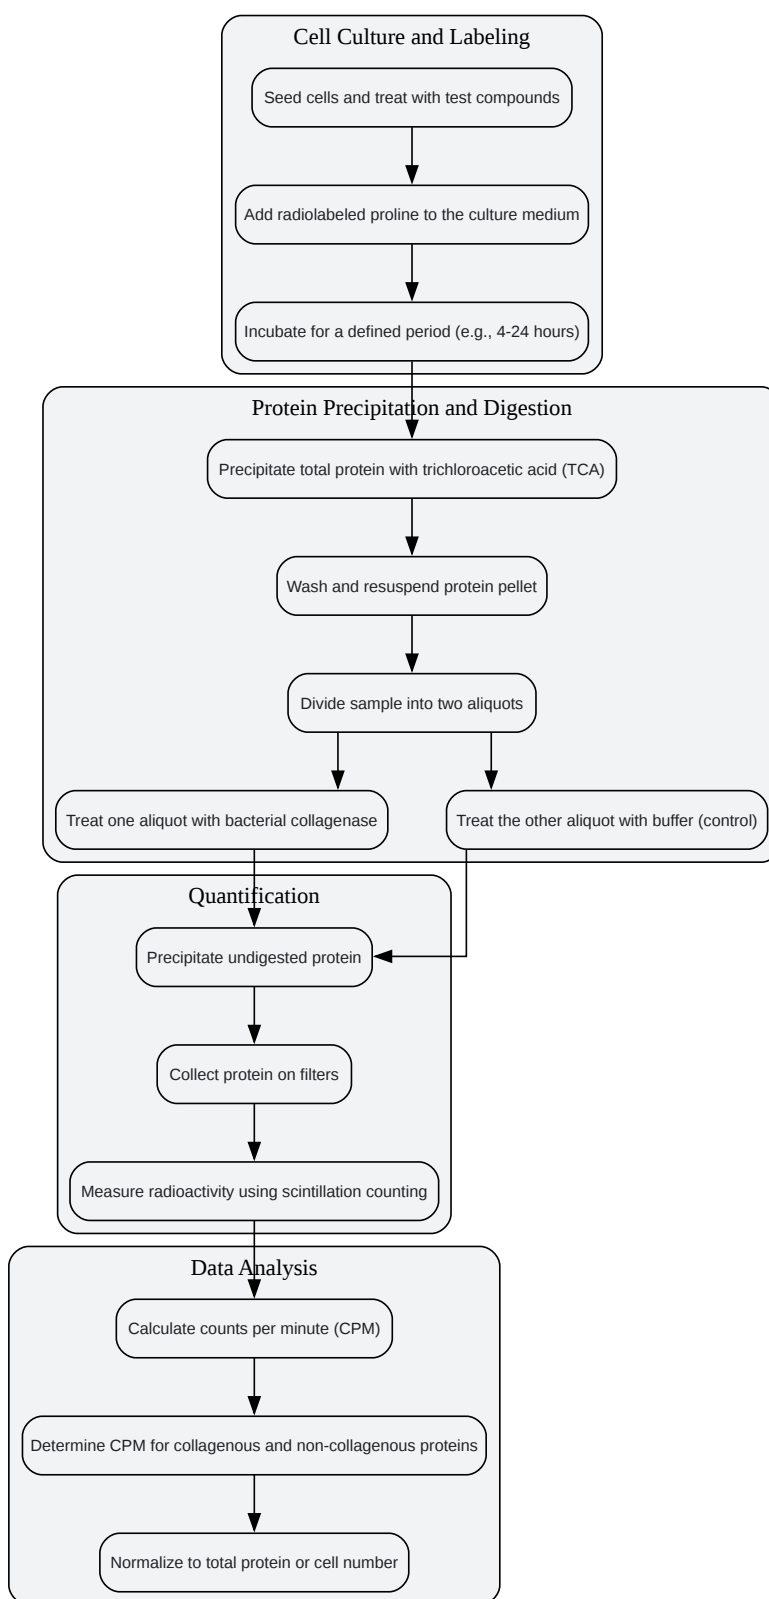 Cell Culture and Labeling
Seed cells and treat with test compounds
Add radiolabeled proline to the culture medium
Incubate for a defined period (e.g., 4-24 hours)
Protein Precipitation and Digestion
Precipitate total protein with trichloroacetic acid (TCA)
Wash and resuspend protein pellet
Divide sample into two aliquots
Treat one aliquot with bacterial collagenase
Treat the other aliquot with buffer (control)
Quantification
Precipitate undigested protein
Collect protein on filters
Measure radioactivity using scintillation counting
Data Analysis
Calculate counts per minute (CPM)
Determine CPM for collagenous and non-collagenous proteins
Normalize to total protein or cell number